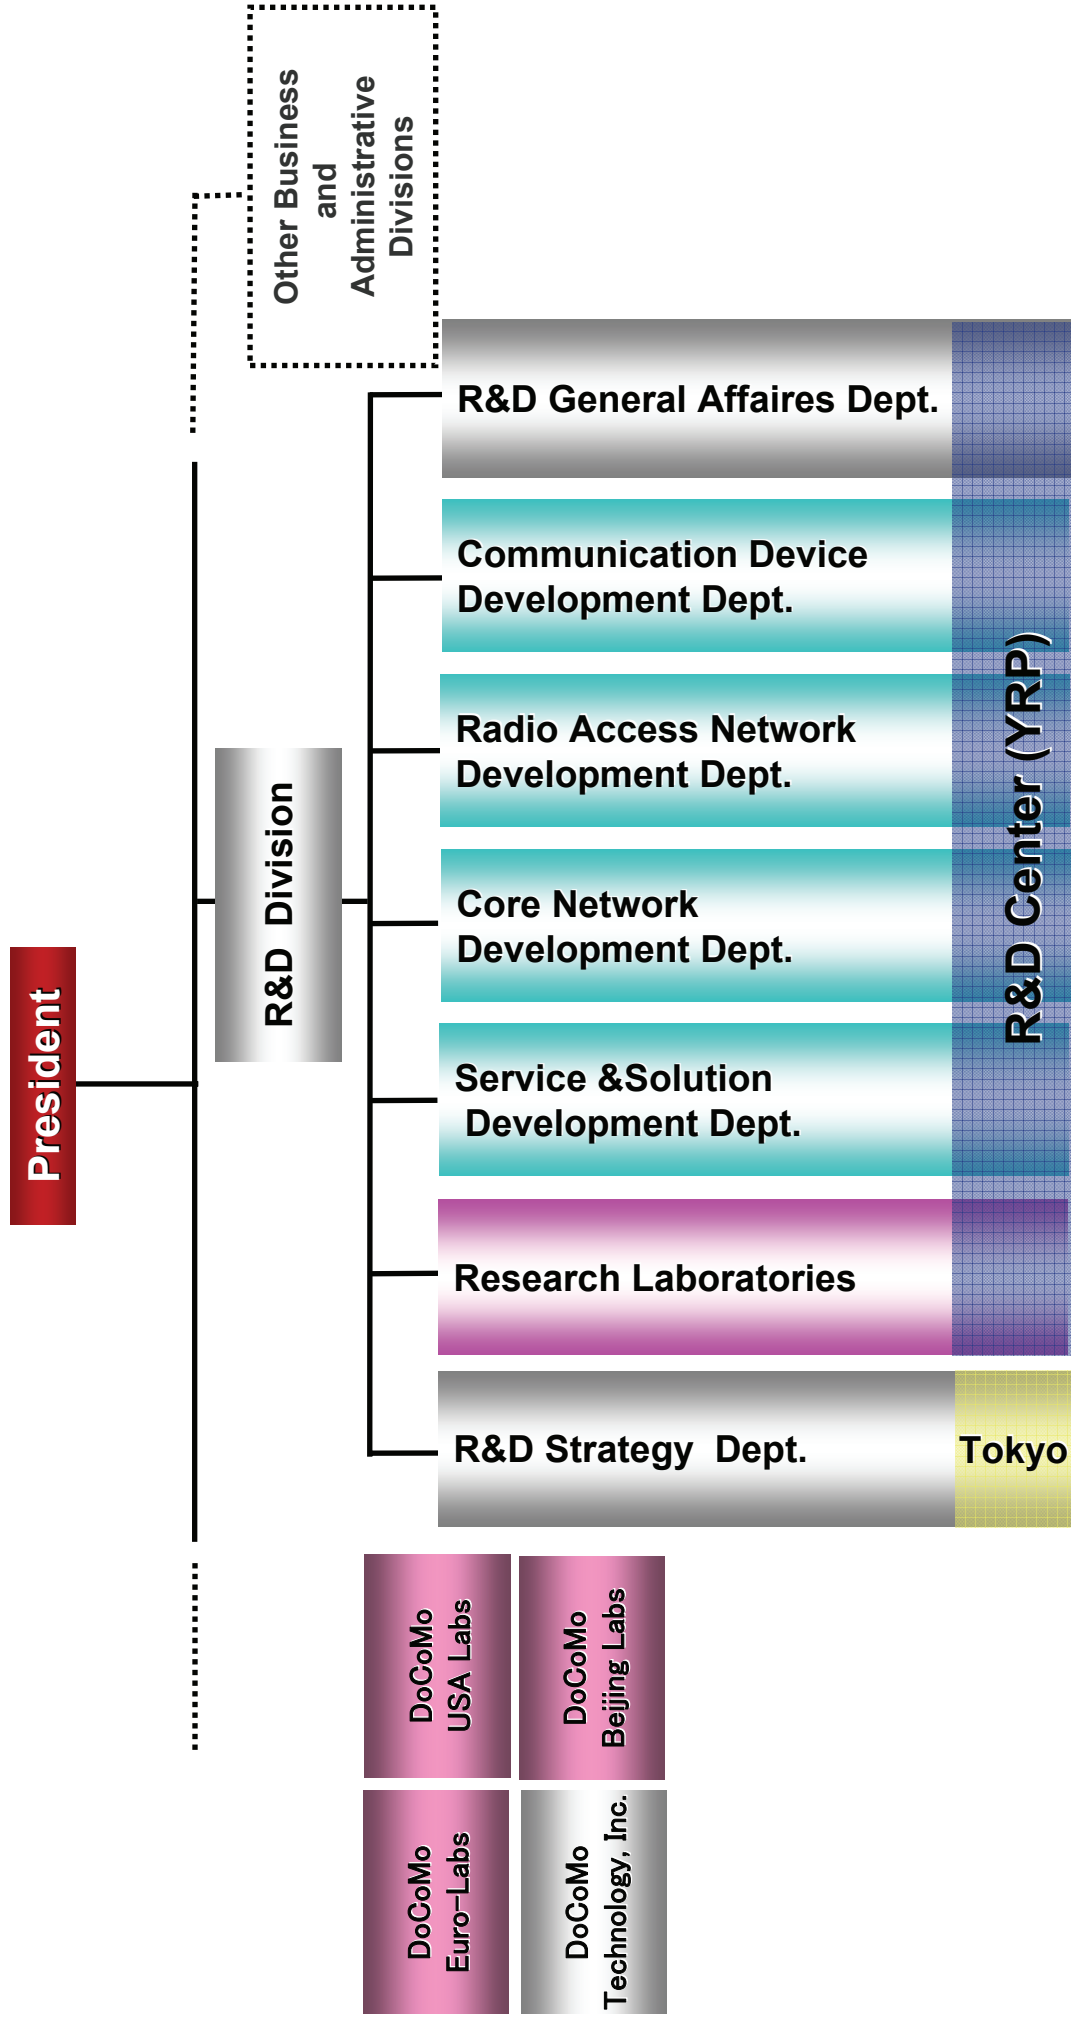 President
Other Business
and
Administrative
Divisions
R&D Division
R&D General Affaires Dept.
Communication Device
Development Dept.
Radio Access Network
Development Dept.
Core Network
Development Dept.
Service &Solution
Development Dept.
Research Laboratories
R&D Strategy Dept.
R&D Center (YRP)
Tokyo
DoCoMo
USA Labs
DoCoMo
Beijing Labs
DoCoMo
Euro-Labs
DoCoMo
Technology, Inc.